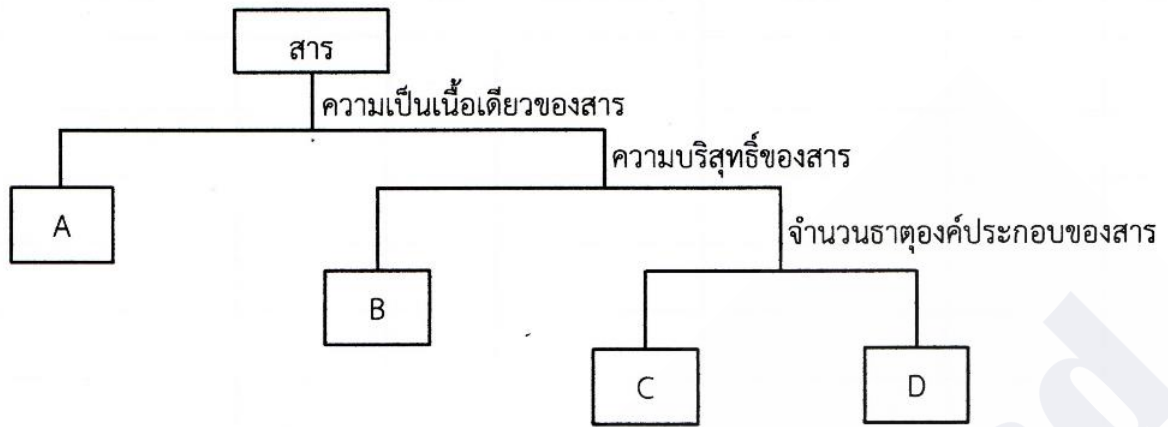 สาร
ความเป็นเนื้อเดียวของสาร
ความบริสุทธิ์ของสาร
A
จำนวนธาตุองค์ประกอบของสาร
B
C
D